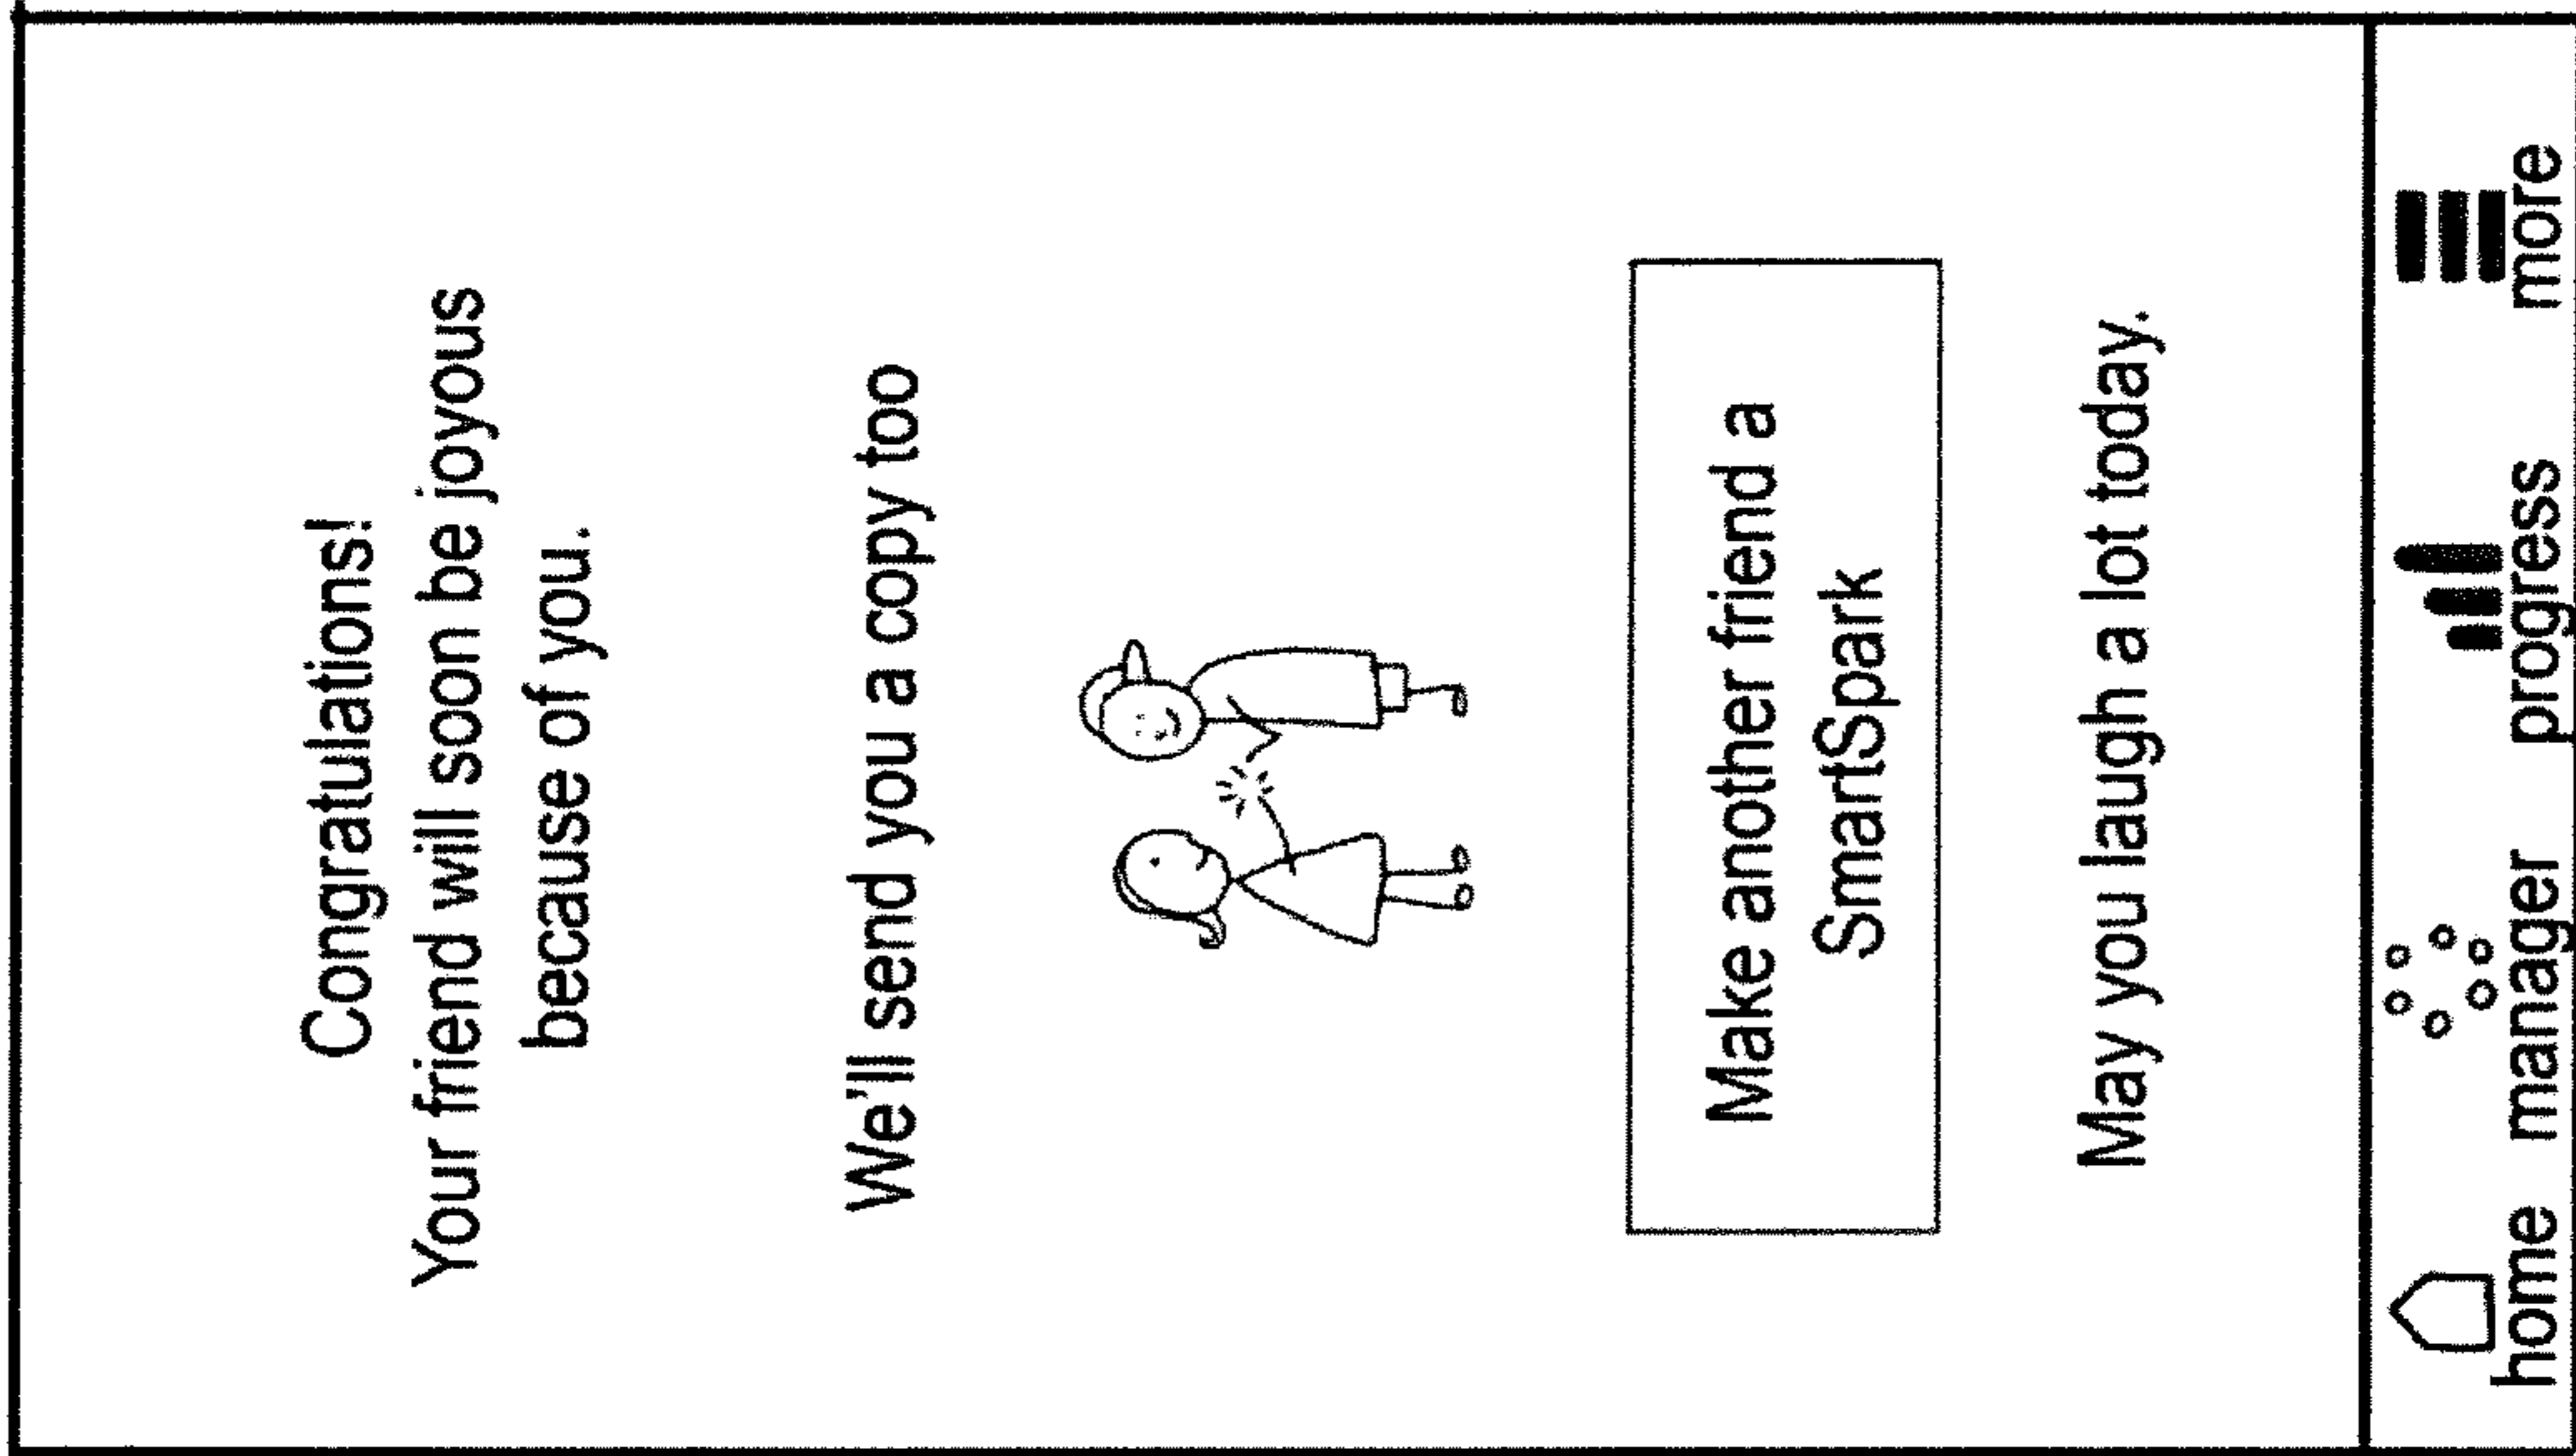 Congratulations!
Your friend will soon be joyous
because of you.
We'll send you a copy too
Make another friend a
SmartSpark
May you laugh a lot today.
home manager progress more